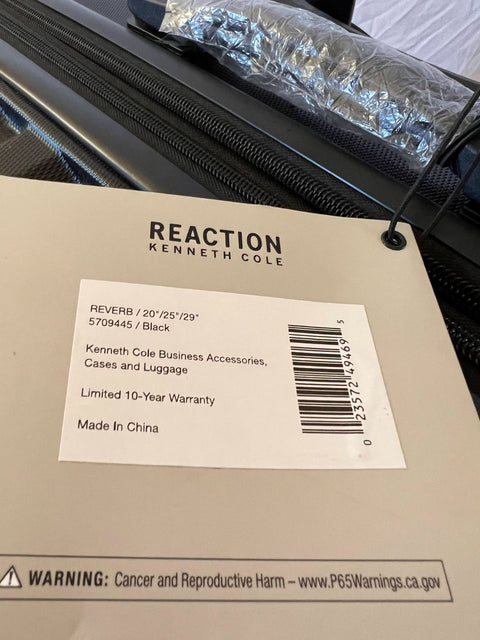 REACTION
KENNETH COLE
REVERB / 20"/25"/29"
5709445 / Black
Kenneth Cole Business Accessories,
Cases and Luggage
Limited 10-Year Warranty
Made In China
0 23572 49469 5
WARNING: Cancer and Reproductive Harm – www.P65Warnings.ca.gov